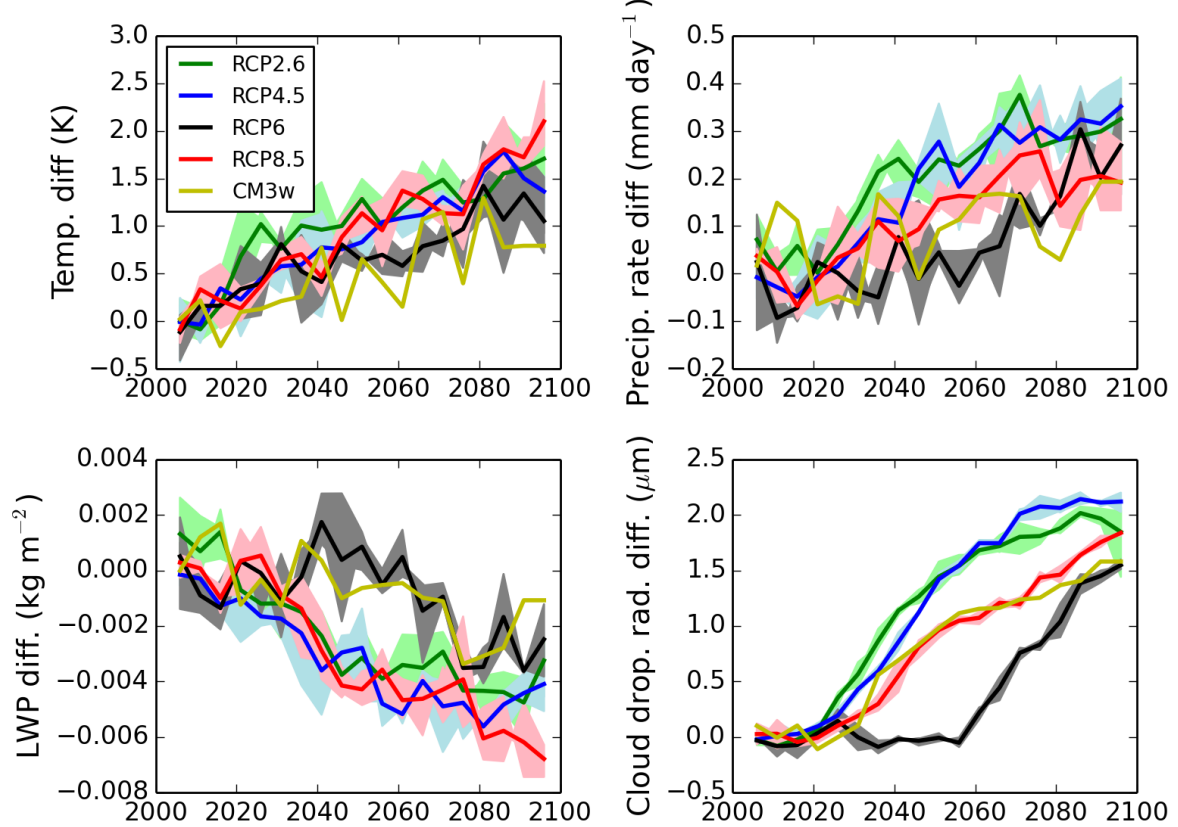 Temp. diff (K)
3.0
2.5
2.0
1.5
1.0
0.5
0.0
−0.5
2000 2020 2040 2060 2080 2100
RCP2.6
RCP4.5
RCP6
RCP8.5
CM3w
Precip. rate diff (mm day⁻¹)
0.5
0.4
0.3
0.2
0.1
0.0
−0.1
−0.2
2000 2020 2040 2060 2080 2100
LWP diff. (kg m⁻²)
0.004
0.002
0.000
−0.002
−0.004
−0.006
−0.008
2000 2020 2040 2060 2080 2100
Cloud drop. rad. diff. (μm)
2.5
2.0
1.5
1.0
0.5
0.0
−0.5
2000 2020 2040 2060 2080 2100